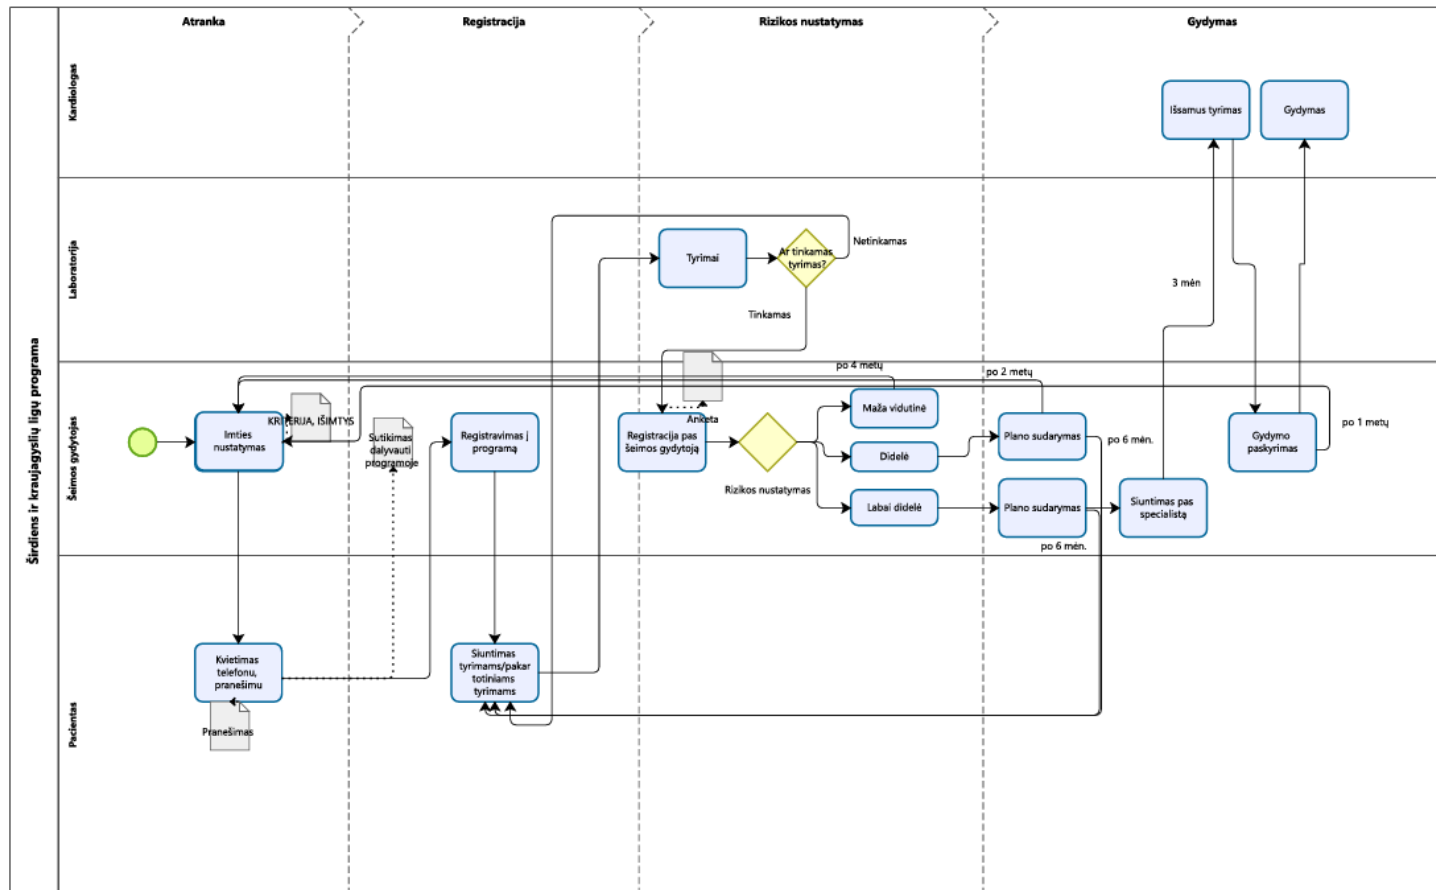 Atranka
Registracija
Rizikos nustatymas
Gydymas
Širdiens ir kraujagyslių ligų programa
Kardiologas
Išsamus tyrimas
Gydymas
Laboratorija
Tyrimai
Ar tinkamas
tyrimas?
Netinkamas
Tinkamas
3 mėn
Šeimos gydytojas
po 4 metų
po 2 metų
Imties
nustatymas
KRITERIJA, IŠIMTYS
Sutikimas
dalyvauti
programoje
Registravimas į
programą
Anketa
Registracija pas
šeimos gydytoją
Rizikos nustatymas
Maža vidutinė
Didelė
Labai didelė
Plano sudarymas
po 6 mėn.
Plano sudarymas
po 6 mėn.
Siuntimas pas
specialistą
Gydymo
paskyrimas
po 1 metų
Pacientas
Kvietimas
telefonu,
pranešimu
Pranešimas
Siuntimas
tyrimams/pakar
totiniams
tyrimams